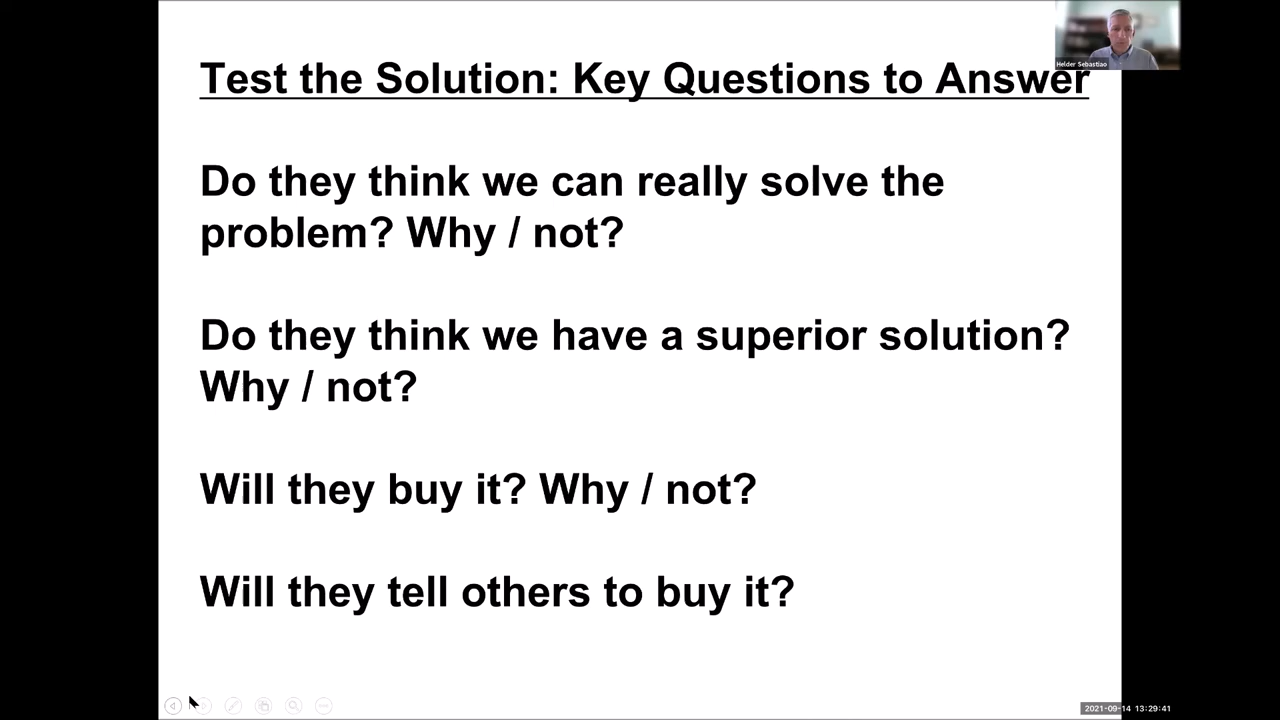 Helder Sebastiao
Test the Solution: Key Questions to Answer
Do they think we can really solve the
problem? Why / not?
Do they think we have a superior solution?
Why / not?
Will they buy it? Why / not?
Will they tell others to buy it?
2021-09-14 13:29:41